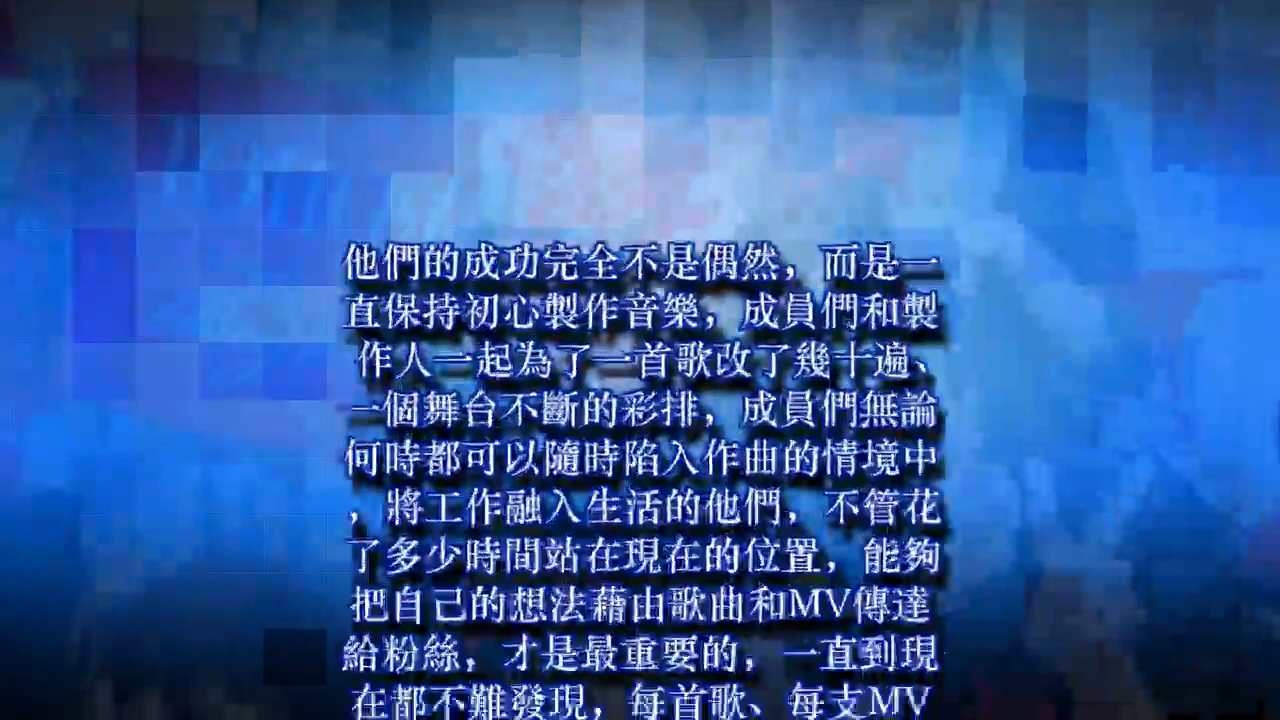 他們的成功完全不是偶然，而是一
直保持初心製作音樂，成員們和製
作人一起為了一首歌改了幾十遍、
一個舞台不斷的彩排，成員們無論
何時都可以隨時陷入作曲的情境中
，將工作融入生活的他們，不管花
了多少時間站在現在的位置，能夠
把自己的想法藉由歌曲和MV傳達
給粉絲，才是最重要的，一直到現
在都不難發現，每首歌、每支MV